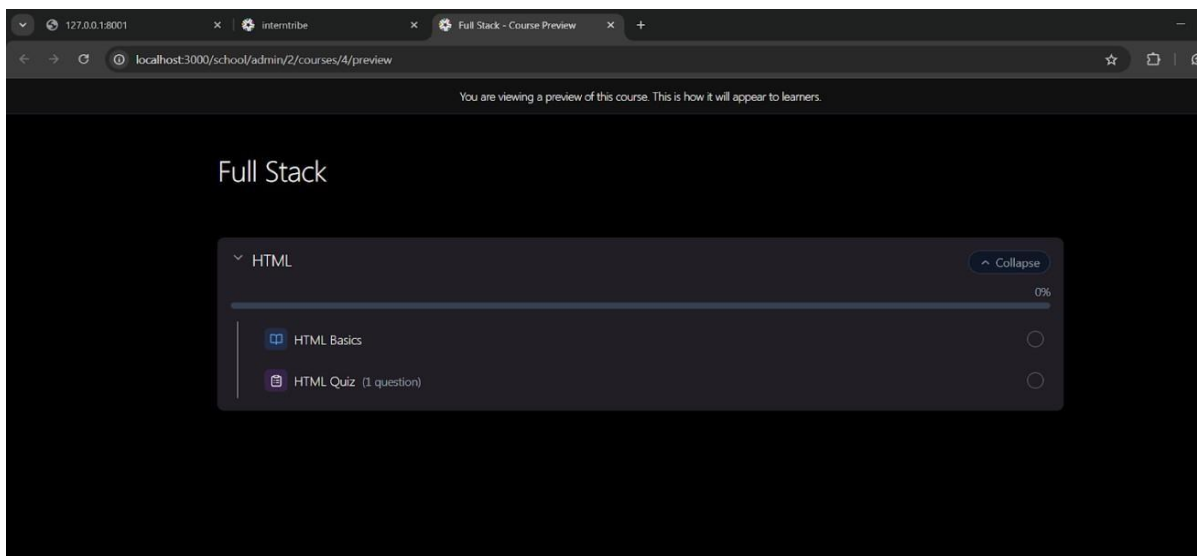 127.0.0.1:8001
interntribe
Full Stack - Course Preview
localhost:3000/school/admin/2/courses/4/preview
You are viewing a preview of this course. This is how it will appear to learners.
Full Stack
HTML
Collapse
0%
HTML Basics
HTML Quiz (1 question)